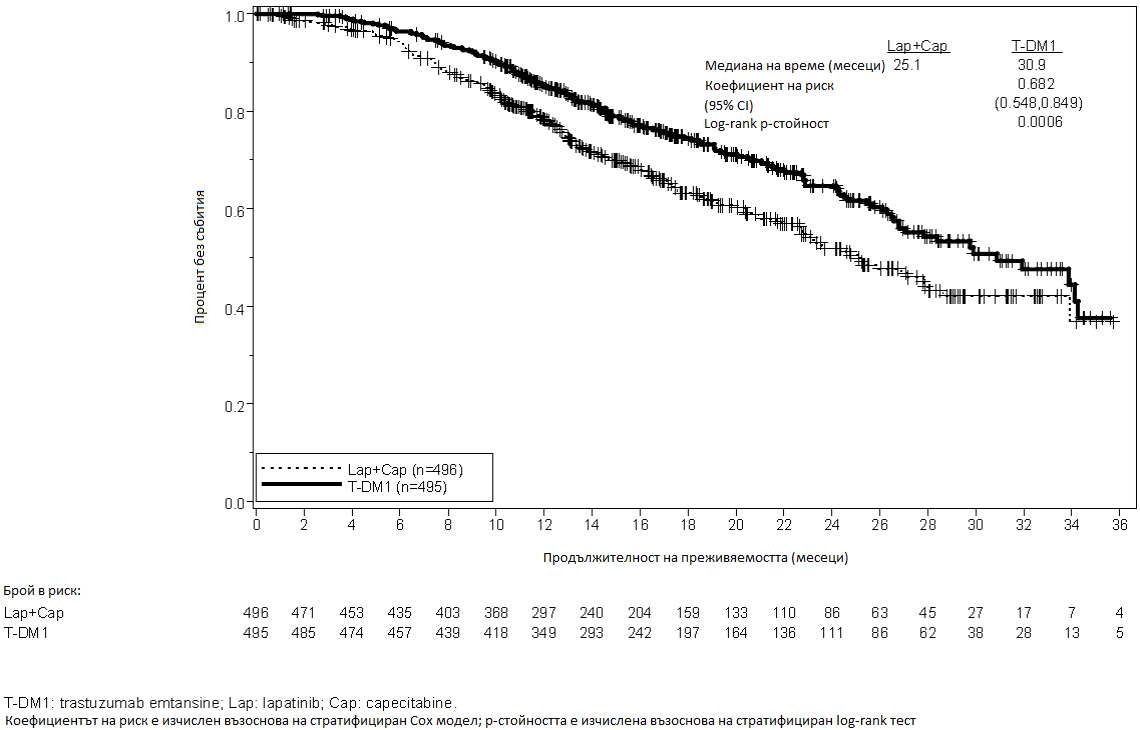 Lap+Cap T-DM1
Медиана на време (месеци) 25.1 30.9
Коефициент на риск 0.682
(95% CI) (0.548,0.849)
Log-rank p-стойност 0.0006
Процент без събития
1.0
0.8
0.6
0.4
0.2
0.0
Lap+Cap (n=496)
T-DM1 (n=495)
0 2 4 6 8 10 12 14 16 18 20 22 24 26 28 30 32 34 36
Продължителност на преживяемостта (месеци)
Брой в риск:
Lap+Cap 496 471 453 435 403 368 297 240 204 159 133 110 86 63 45 27 17 7 4
T-DM1 495 485 474 457 439 418 349 293 242 197 164 136 111 86 62 38 28 13 5
T-DM1: trastuzumab emtansine; Lap: lapatinib; Cap: capecitabine.
Коефициентът на риск е изчислен възоснова на стратифициран Cox модел; p-стойността е изчислена възоснова на стратифициран log-rank тест